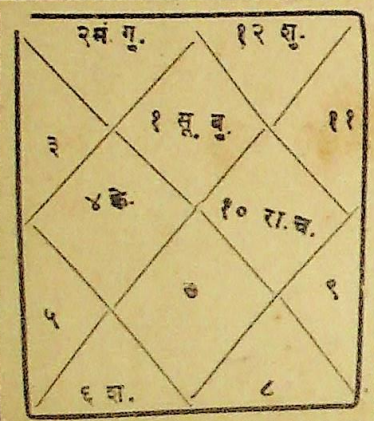 २मं. गु. १२ शु.
१ सू. बु. ११
३
४ के. १० रा. च.
७ ९
५
६ श. ८